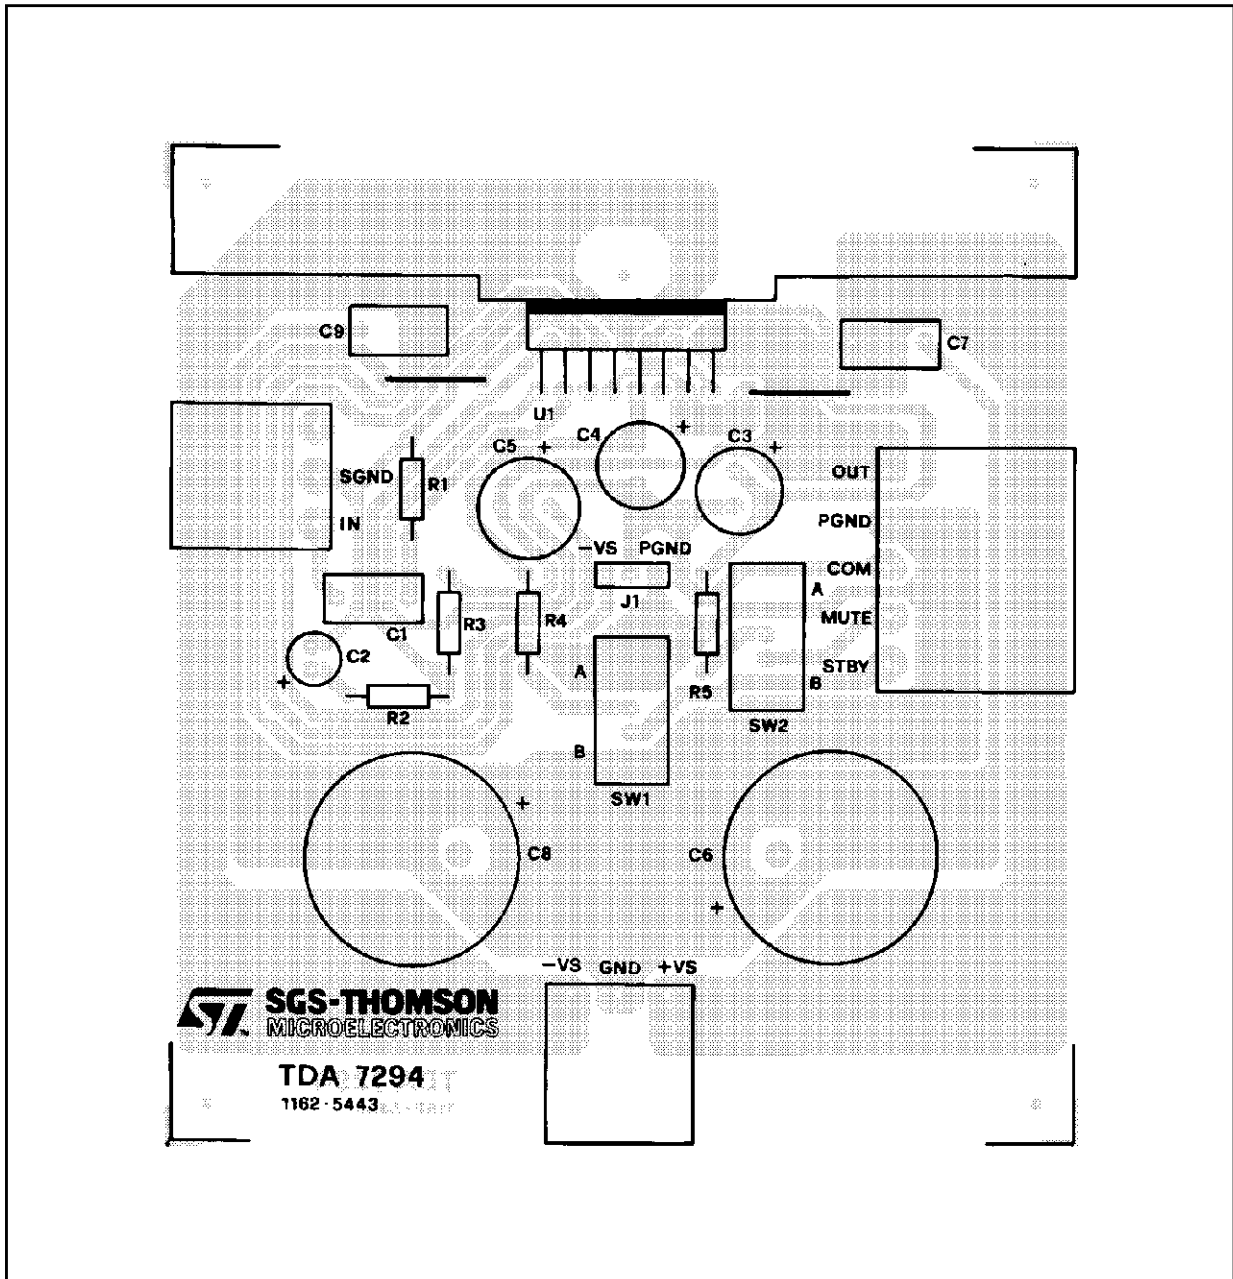 C9
C7
U1
C4
+
C5
+
C3
+
SGND
R1
OUT
IN
PGND
−VS PGND
COM
J1
A
C1
R3
R4
MUTE
C2
+
A
R5
STBY
B
R2
SW2
B
SW1
+
C8
C6
+
−VS GND +VS
ST
SGS-THOMSON
MICROELECTRONICS
TDA 7294
1162-5443